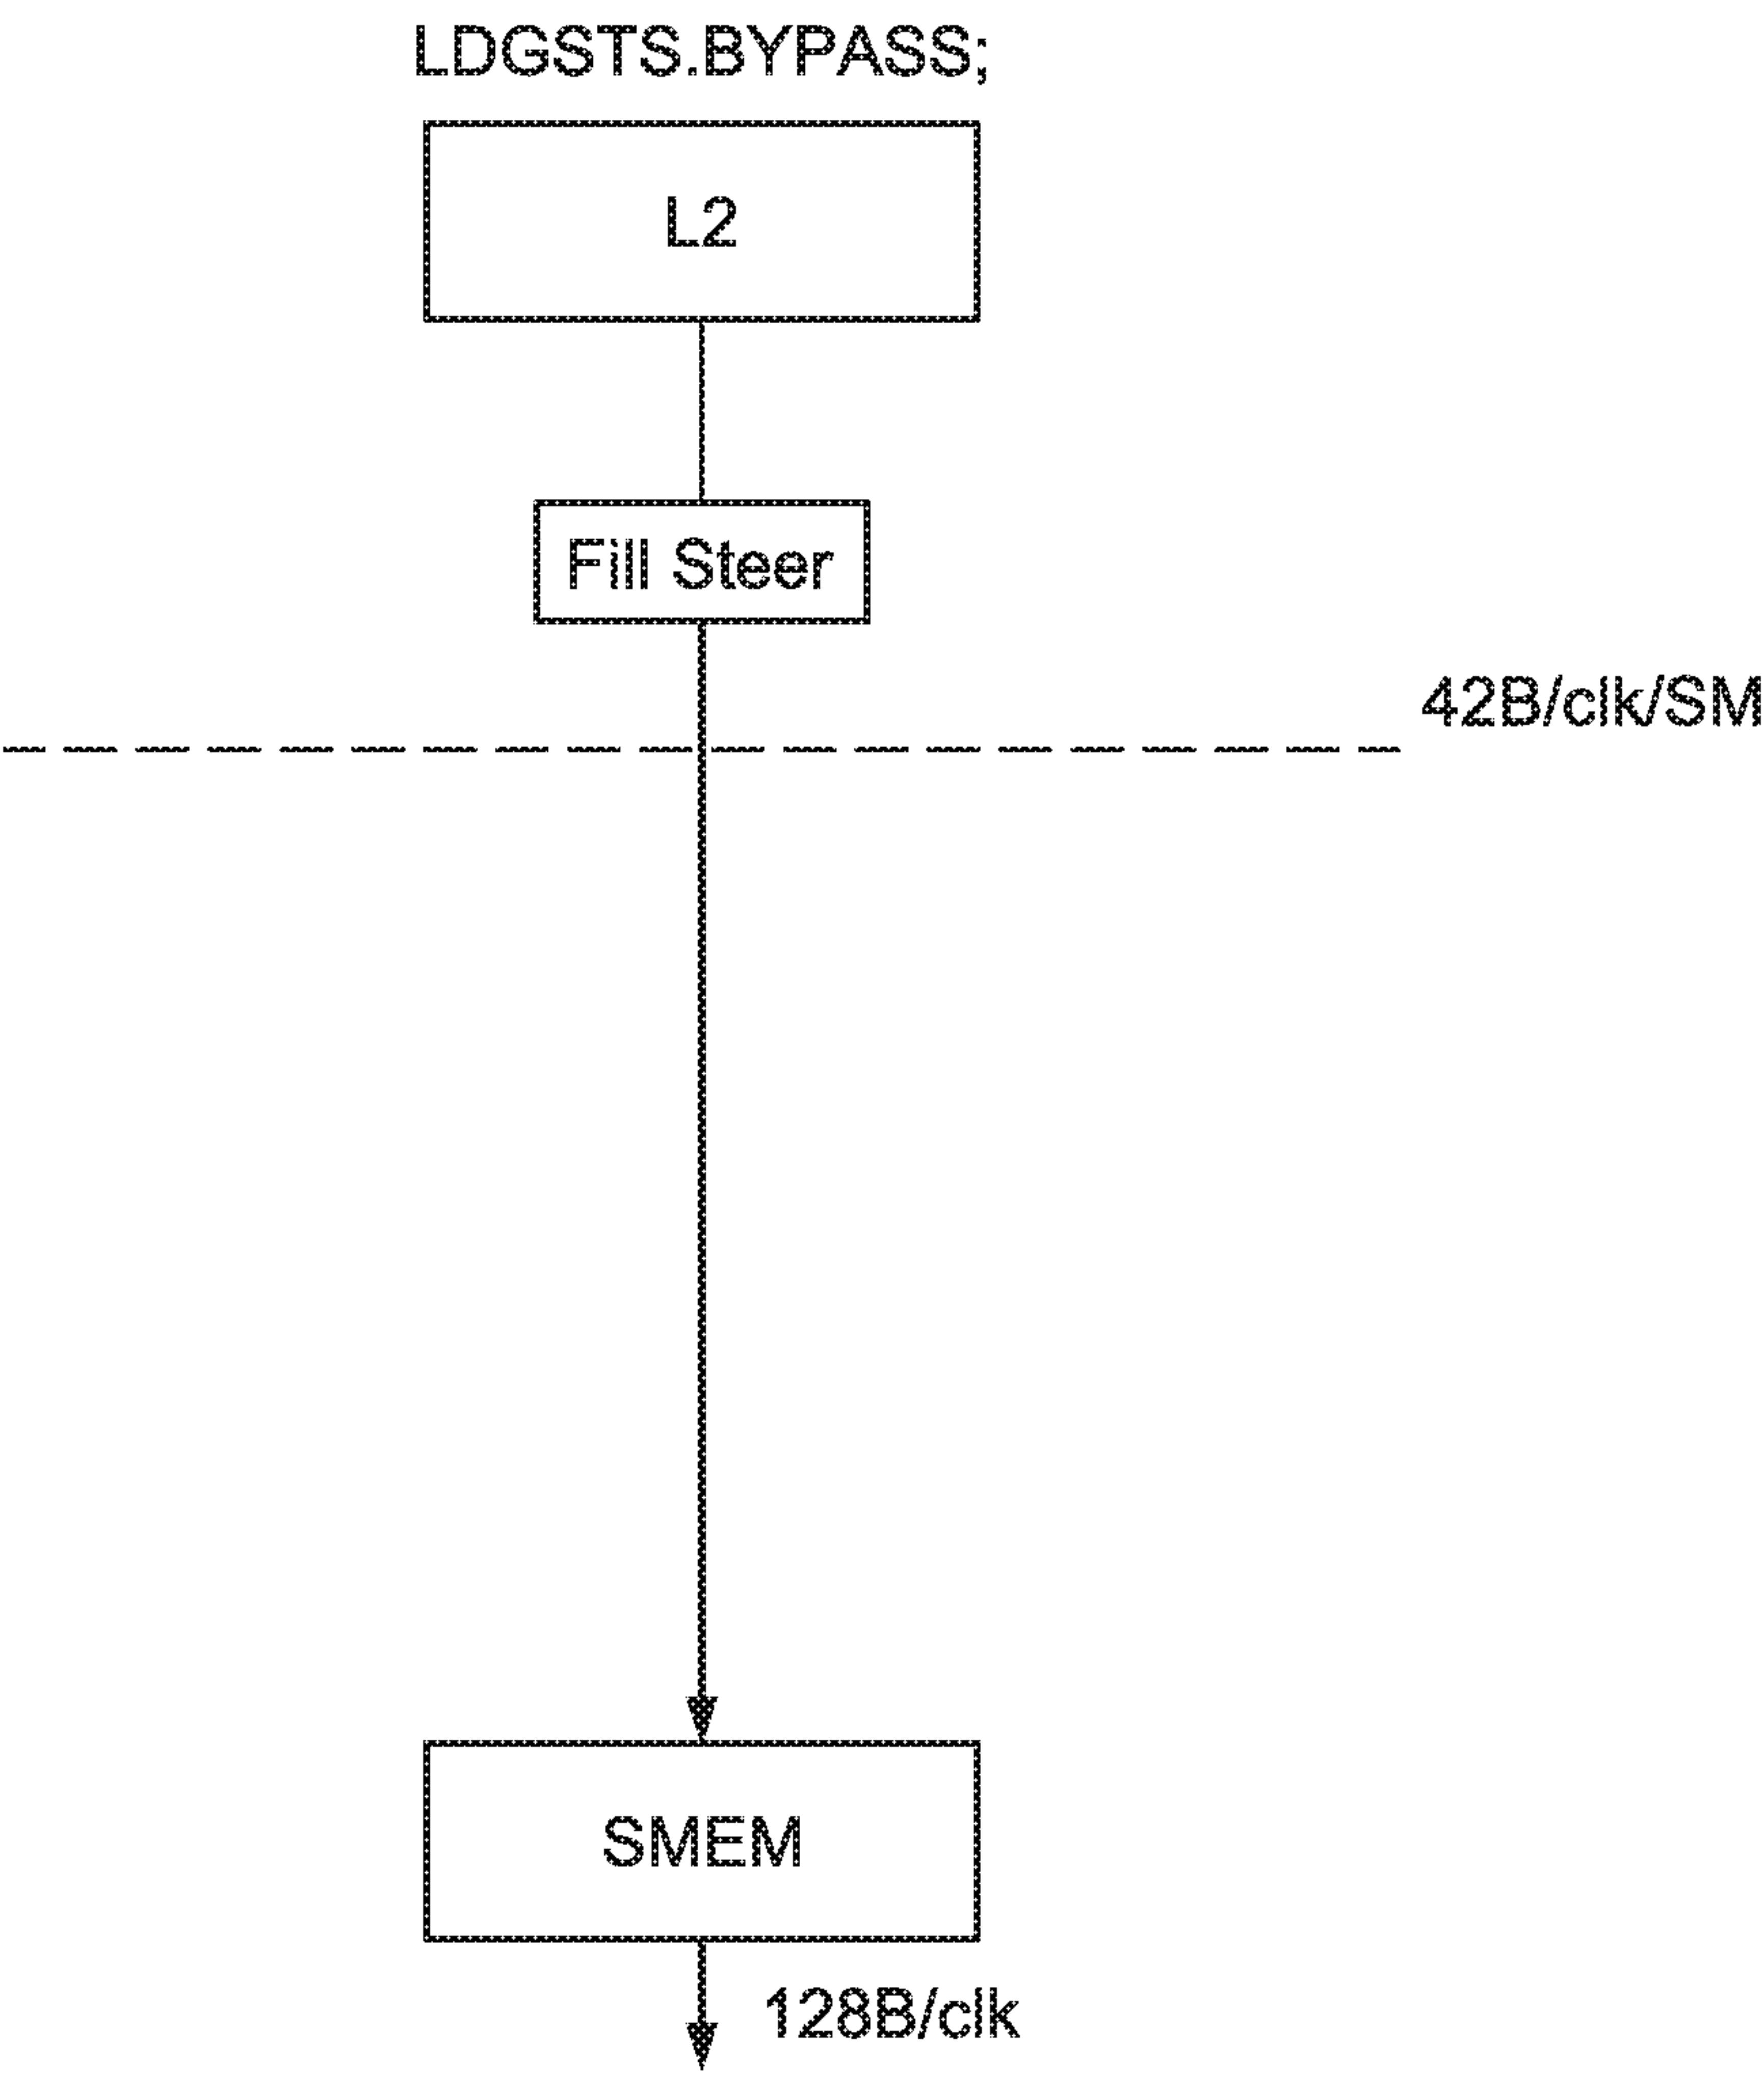 LDGSTS.BYPASS;
L2
Fill Steer
42B/clk/SM
SMEM
128B/clk